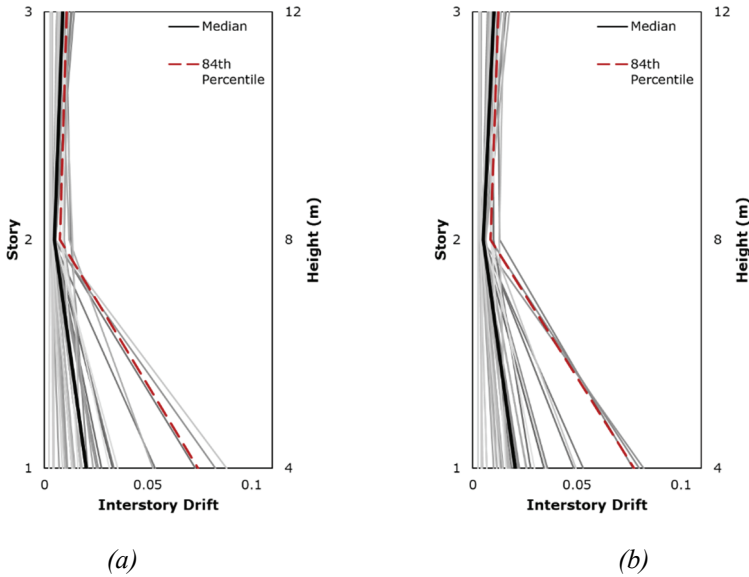 3
2
1
Story
Median
84th
Percentile
12
8
4
Height (m)
0
0.05
0.1
Interstory Drift
(a)
3
2
1
Story
Median
84th
Percentile
12
8
4
Height (m)
0
0.05
0.1
Interstory Drift
(b)